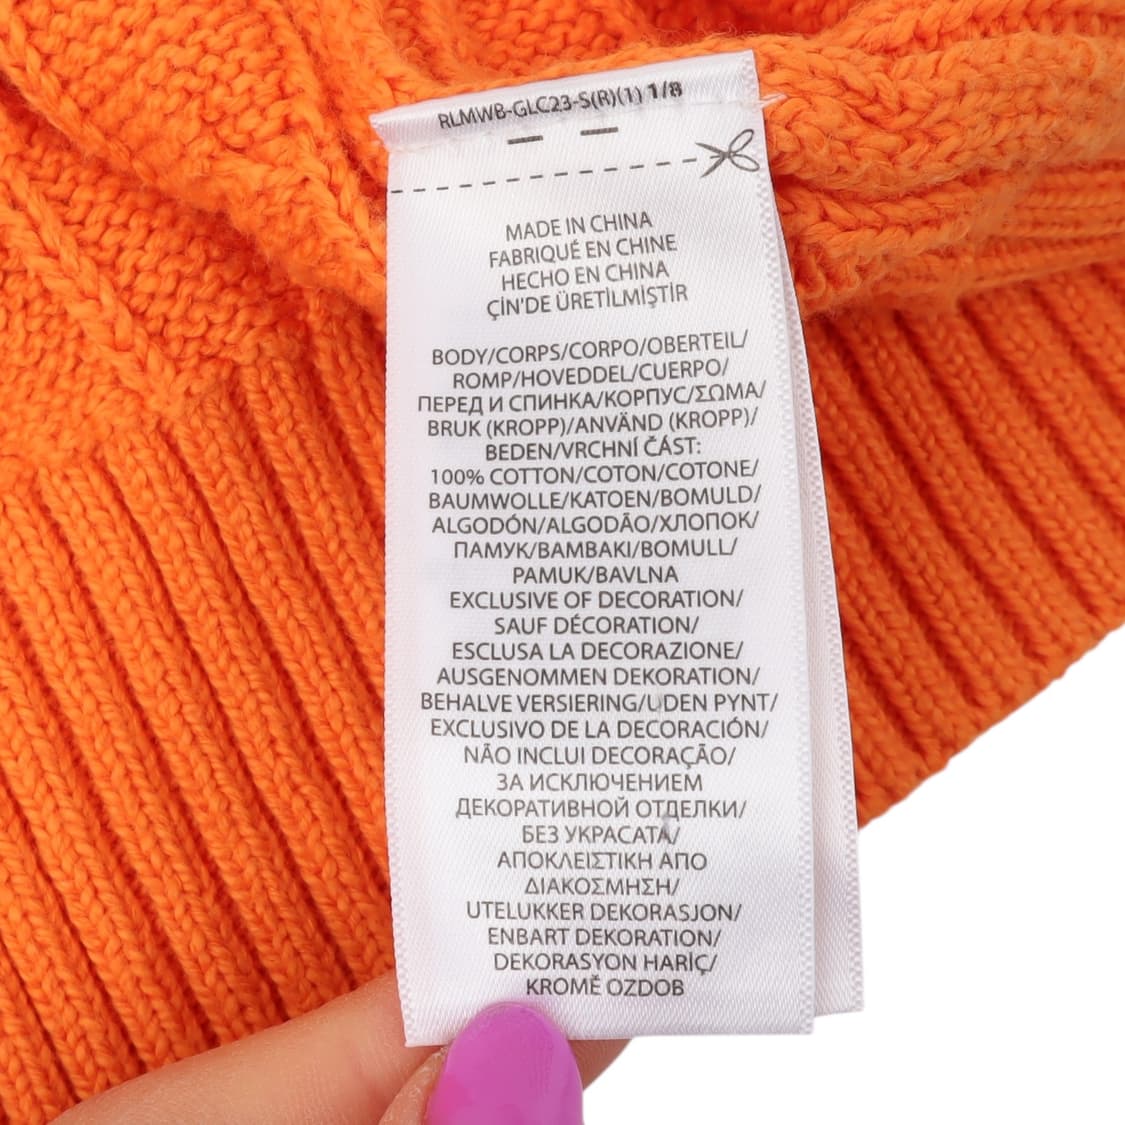 RLMWB-GLC23-S(R)(1) 1/8
MADE IN CHINA
FABRIQUÉ EN CHINE
HECHO EN CHINA
ÇİN'DE ÜRETİLMİŞTİR
BODY/CORPS/CORPO/OBERTEIL/
ROMP/HOVEDDEL/CUERPO/
ПЕРЕД И СПИНКА/КОРПУС/ΣΩΜΑ/
BRUK (KROPP)/ANVÄND (KROPP)/
BEDEN/VRCHNÍ ČÁST:
100% COTTON/COTON/COTONE/
BAUMWOLLE/KATOEN/BOMULD/
ALGODÓN/ALGODÃO/ХЛОПОК/
ПАМУК/BAMBAKI/BOMULL/
PAMUK/BAVLNA
EXCLUSIVE OF DECORATION/
SAUF DÉCORATION/
ESCLUSA LA DECORAZIONE/
AUSGENOMMEN DEKORATION/
BEHALVE VERSIERING/UDEN PYNT/
EXCLUSIVO DE LA DECORACIÓN/
NÃO INCLUI DECORAÇÃO/
ЗА ИСКЛЮЧЕНИЕМ
ДЕКОРАТИВНОЙ ОТДЕЛКИ/
БЕЗ УКРАСАТА/
ΑΠΟΚΛΕΙΣΤΙΚΗ ΑΠΟ
ΔΙΑΚΟΣΜΗΣΗ/
UTELUKKER DEKORASJON/
ENBART DEKORATION/
DEKORASYON HARİÇ/
KROMĚ OZDOB